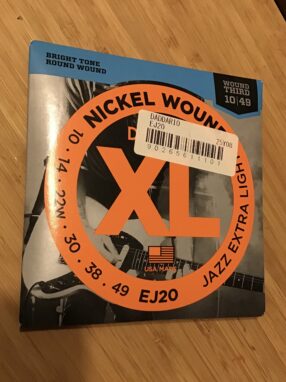 BRIGHT TONE
ROUND WOUND
WOUND
THIRD
10|49
NICKEL WOUND
DADDARIO
EJ20
XL
10 · 14 · 22W · 30 · 38 · 49
EJ20
JAZZ EXTRA LIGHT
USA MADE